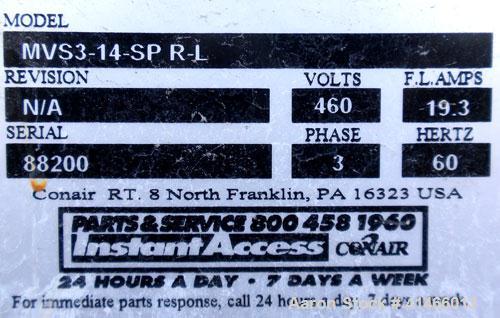 MODEL
MVS3-14-SP R-L
REVISION VOLTS F.L.AMPS
N/A 460 19.3
SERIAL PHASE HERTZ
88200 3 60
Conair RT. 8 North Franklin, PA 16323 USA
PARTS & SERVICE 800 458 1960
Instant Access CONAIR
24 HOURS A DAY • 7 DAYS A WEEK
For immediate parts response, call 24 hours a day 7 days a week.